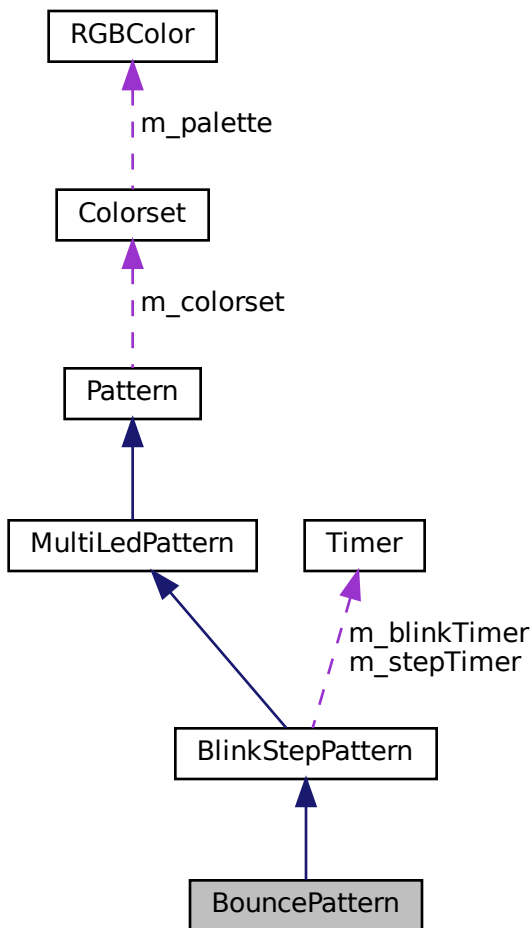 RGBColor
m_palette
Colorset
m_colorset
Pattern
MultiLedPattern
Timer
m_blinkTimer
m_stepTimer
BlinkStepPattern
BouncePattern